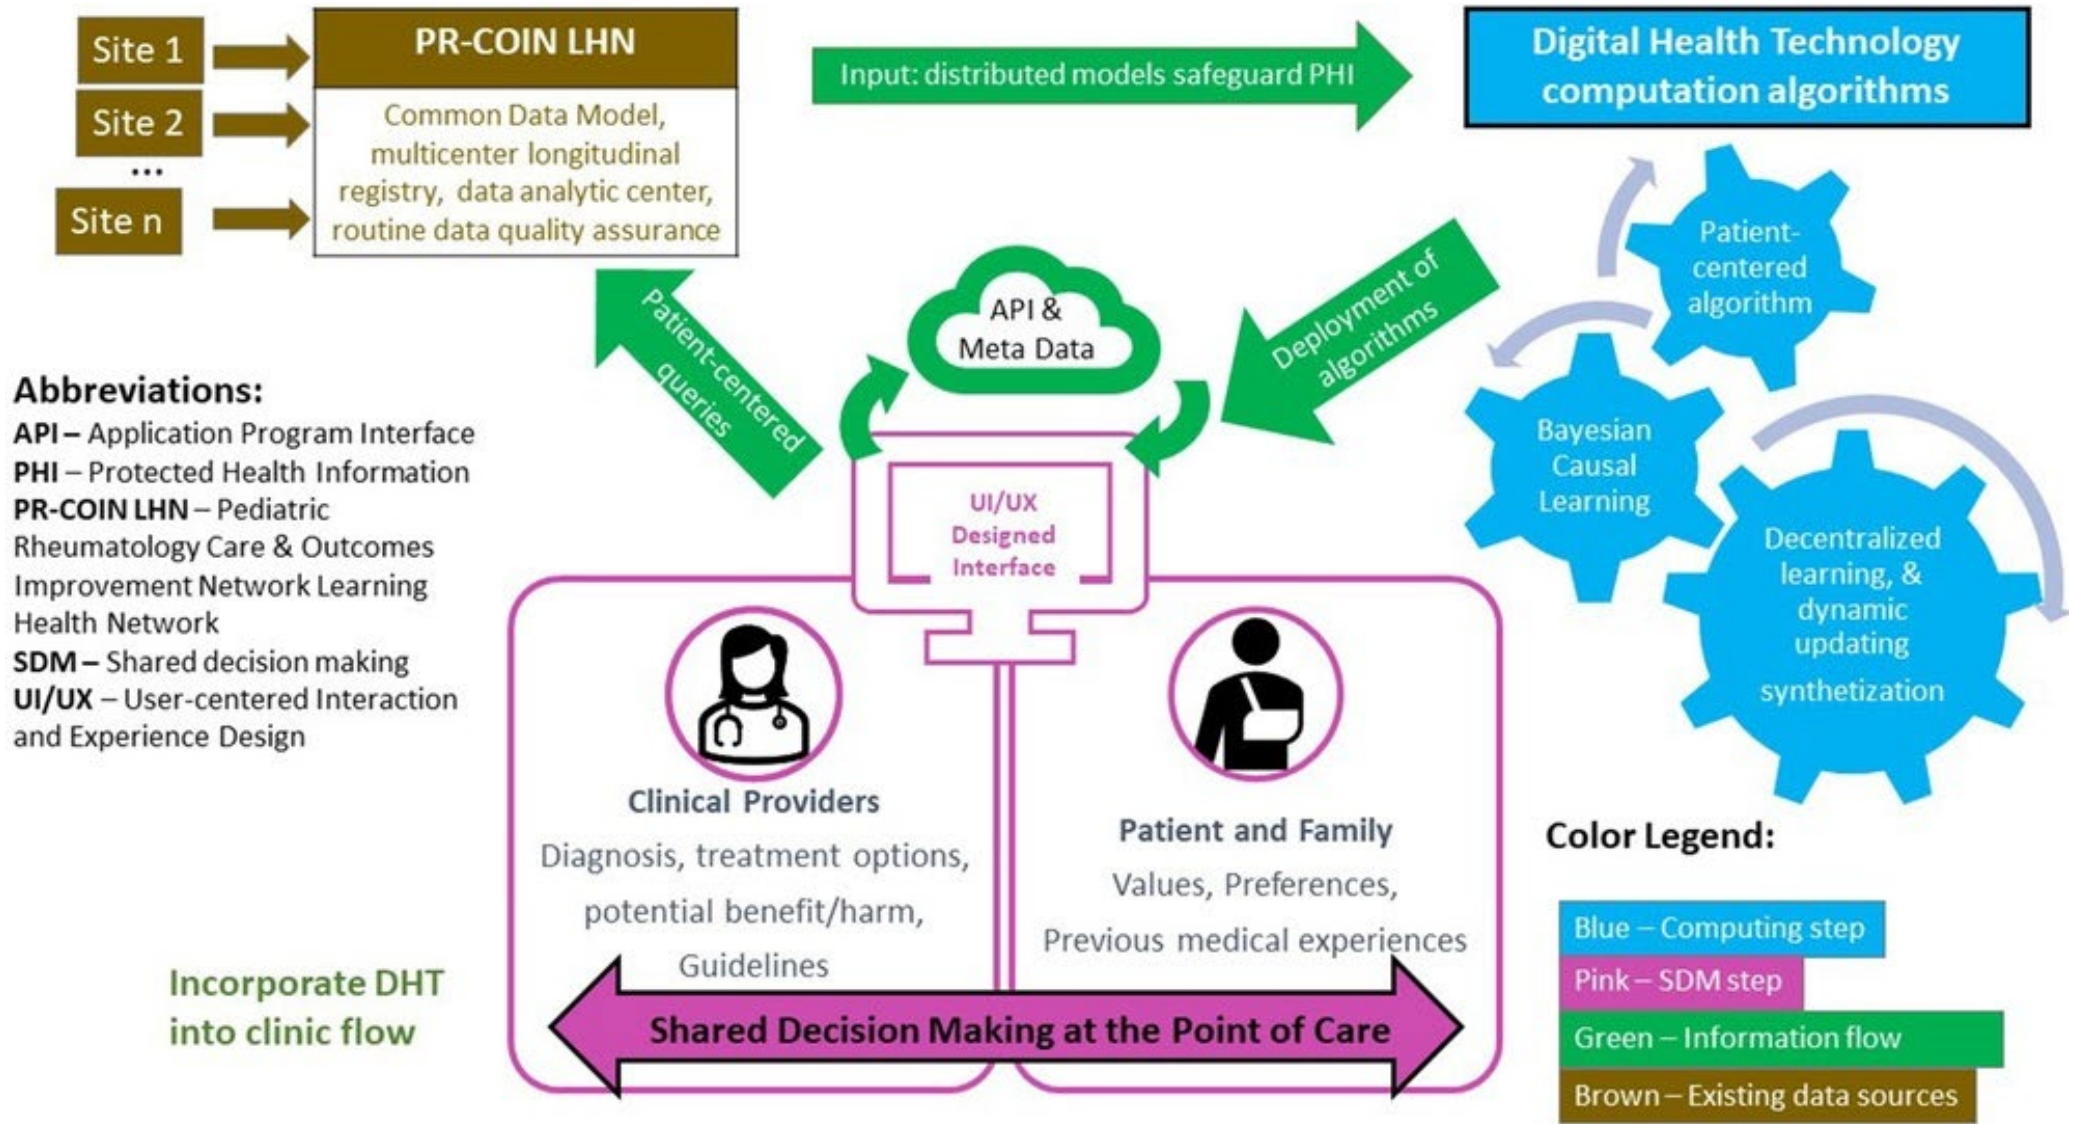 Site 1
Site 2
...
Site n
PR-COIN LHN
Common Data Model,
multicenter longitudinal
registry, data analytic center,
routine data quality assurance
Input: distributed models safeguard PHI
Digital Health Technology
computation algorithms
Patient-
centered
algorithm
Bayesian
Causal
Learning
Decentralized
learning, &
dynamic
updating
synthetization
Deployment of
algorithms
API &
Meta Data
Patient-centered
queries
UI/UX
Designed
Interface
Abbreviations:
API – Application Program Interface
PHI – Protected Health Information
PR-COIN LHN – Pediatric
Rheumatology Care & Outcomes
Improvement Network Learning
Health Network
SDM – Shared decision making
UI/UX – User-centered Interaction
and Experience Design
Clinical Providers
Diagnosis, treatment options,
potential benefit/harm,
Guidelines
Patient and Family
Values, Preferences,
Previous medical experiences
Shared Decision Making at the Point of Care
Incorporate DHT
into clinic flow
Color Legend:
Blue – Computing step
Pink – SDM step
Green – Information flow
Brown – Existing data sources